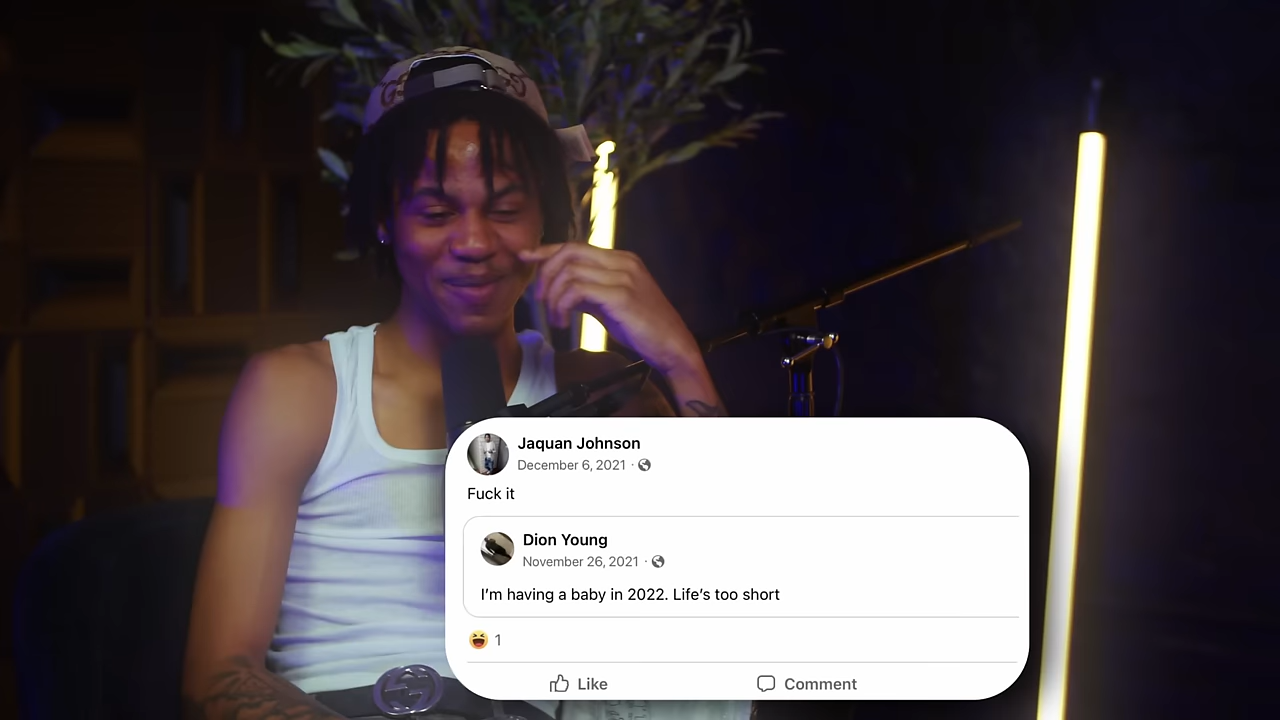 Jaquan Johnson
December 6, 2021 ·
Fuck it
Dion Young
November 26, 2021 ·
I'm having a baby in 2022. Life's too short
1
Like
Comment